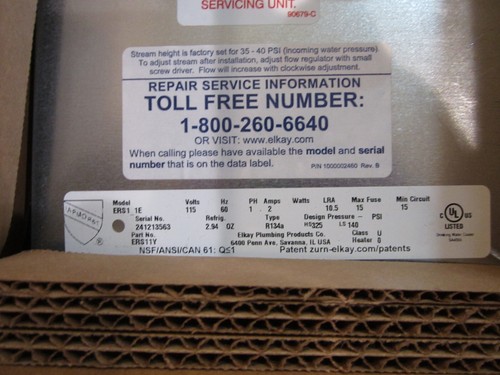 SERVICING UNIT.
90679-C
Stream height is factory set for 35 - 40 PSI (incoming water pressure)
To adjust stream after installation, adjust flow regulator with small
screw driver. Flow will increase with clockwise adjustment.
REPAIR SERVICE INFORMATION
TOLL FREE NUMBER:
1-800-260-6640
OR VISIT: www.elkay.com
When calling please have available the model and serial
number that is on the data label.
P/N 1000002460 Rev. B
Model Volts Hz PH Amps Watts LRA Max Fuse Min Circuit
ERS1 1E 115 60 1 . 2 10.5 15 15
Serial No. Refrig. Type Design Pressure - PSI
241213563 2.94 OZ R134a HS325 LS 140
Part No. Elkay Plumbing Products Co. Class U
ERS11Y 6400 Penn Ave, Savanna, IL USA Heater 0
NSF/ANSI/CAN 61: Q≤1 Patent zurn-elkay.com/patents
C UL US
LISTED
Drinking Water Cooler